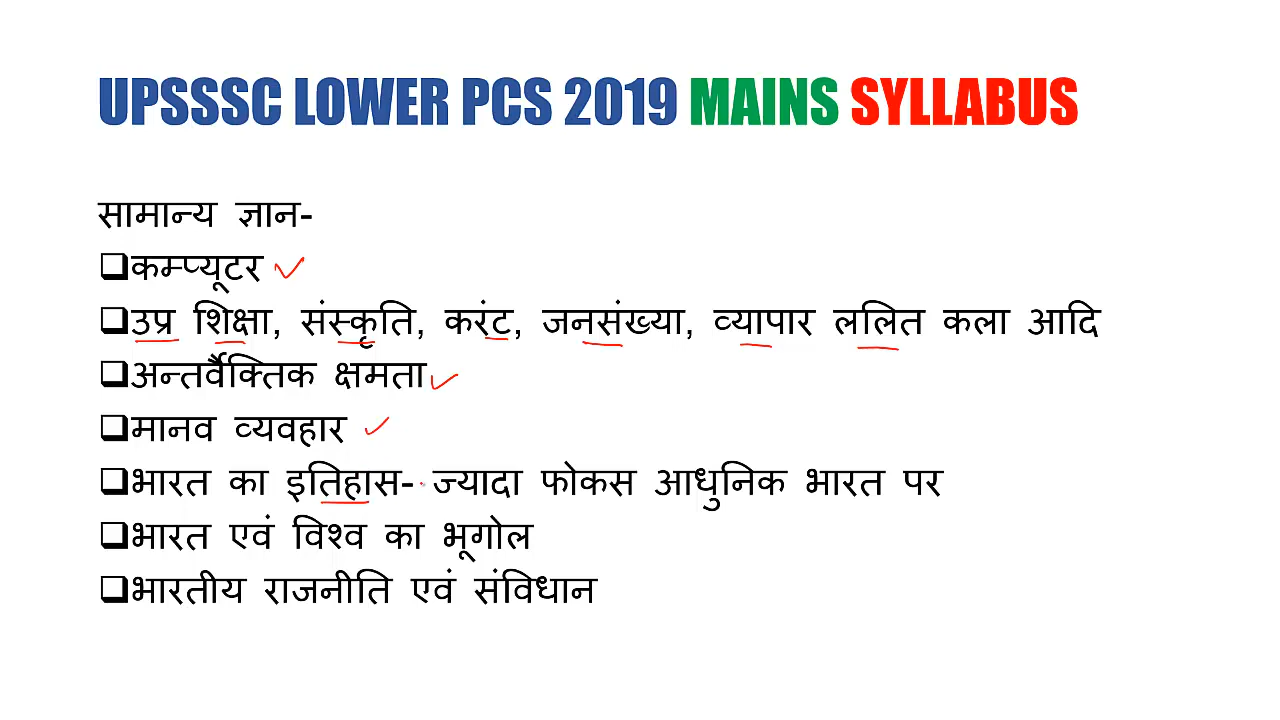 UPSSSC LOWER PCS 2019 MAINS SYLLABUS
सामान्य ज्ञान-
❑कम्प्यूटर
❑उप्र शिक्षा, संस्कृति, करंट, जनसंख्या, व्यापार ललित कला आदि
❑अन्तर्वैक्तिक क्षमता
❑मानव व्यवहार
❑भारत का इतिहास- ज्यादा फोकस आधुनिक भारत पर
❑भारत एवं विश्व का भूगोल
❑भारतीय राजनीति एवं संविधान